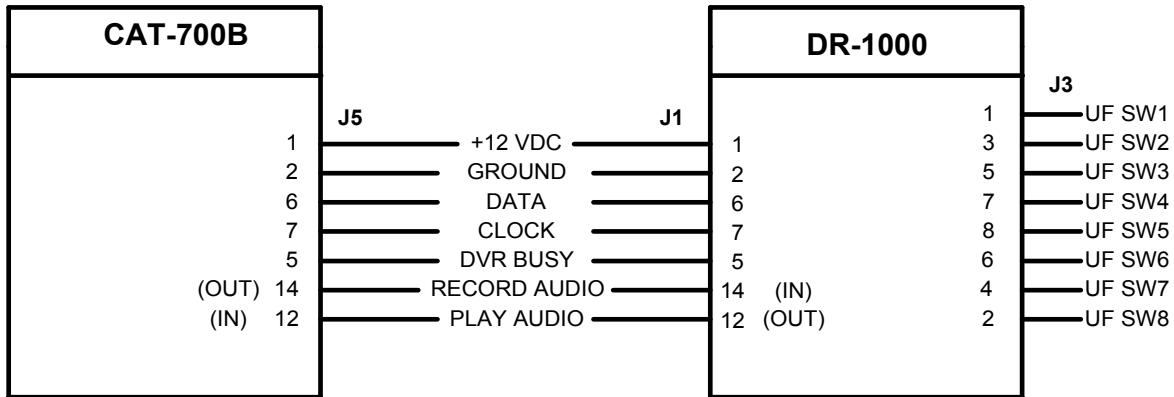 CAT-700B
DR-1000
J3
J5
J1
1 UF SW1
1 +12 VDC 1 3 UF SW2
2 GROUND 2 5 UF SW3
6 DATA 6 7 UF SW4
7 CLOCK 7 8 UF SW5
5 DVR BUSY 5 6 UF SW6
(OUT) 14 RECORD AUDIO 14 (IN) 4 UF SW7
(IN) 12 PLAY AUDIO 12 (OUT) 2 UF SW8